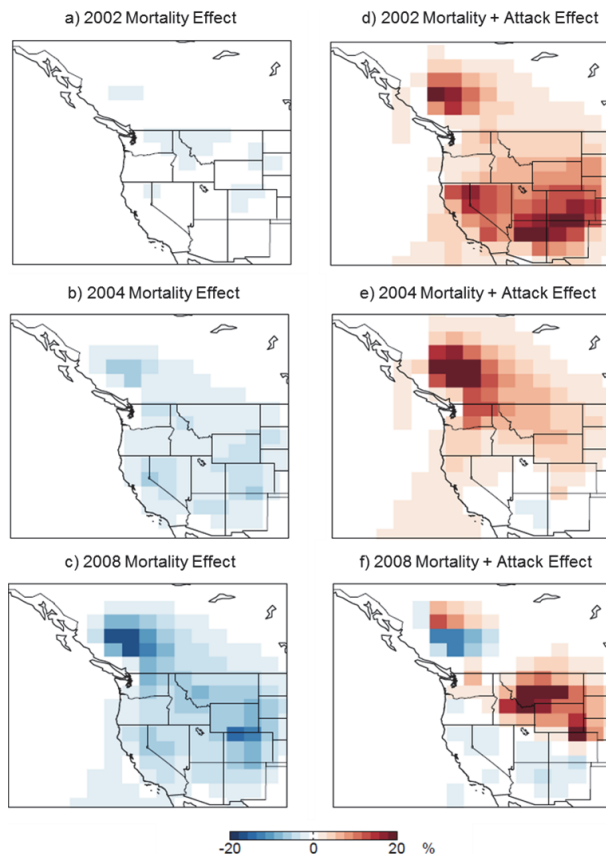 a) 2002 Mortality Effect
d) 2002 Mortality + Attack Effect
b) 2004 Mortality Effect
e) 2004 Mortality + Attack Effect
c) 2008 Mortality Effect
f) 2008 Mortality + Attack Effect
-20 0 20 %